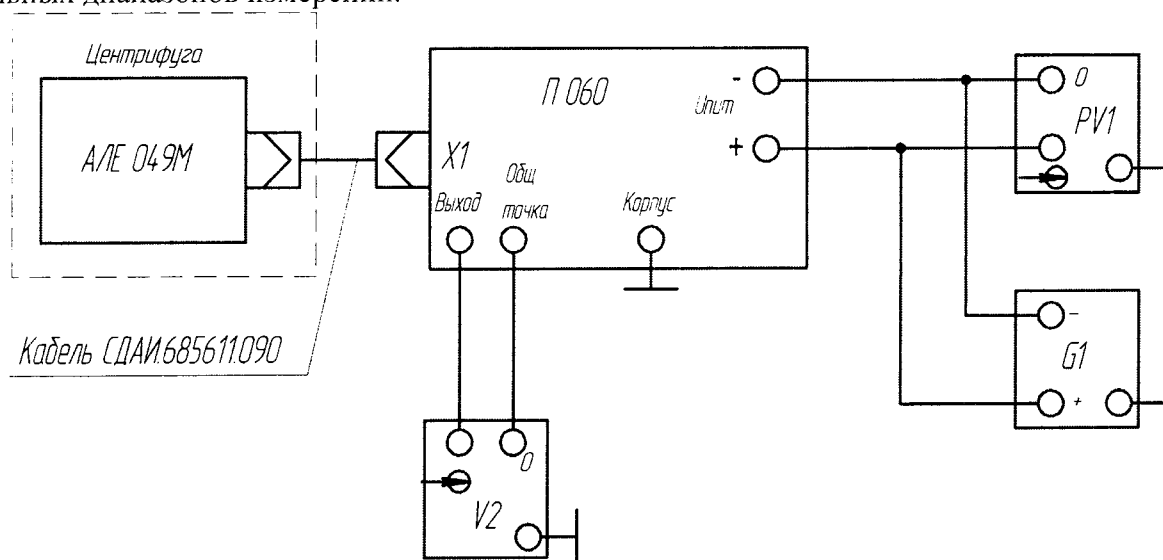 диапазонов измерений.
Центрифуга
АЛЕ 049М
П 060
X1
Выход
Общ
точка
Корпус
-
Uпит
+
0
PV1
-
G1
+
Кабель СДАИ.685611.090
0
V2